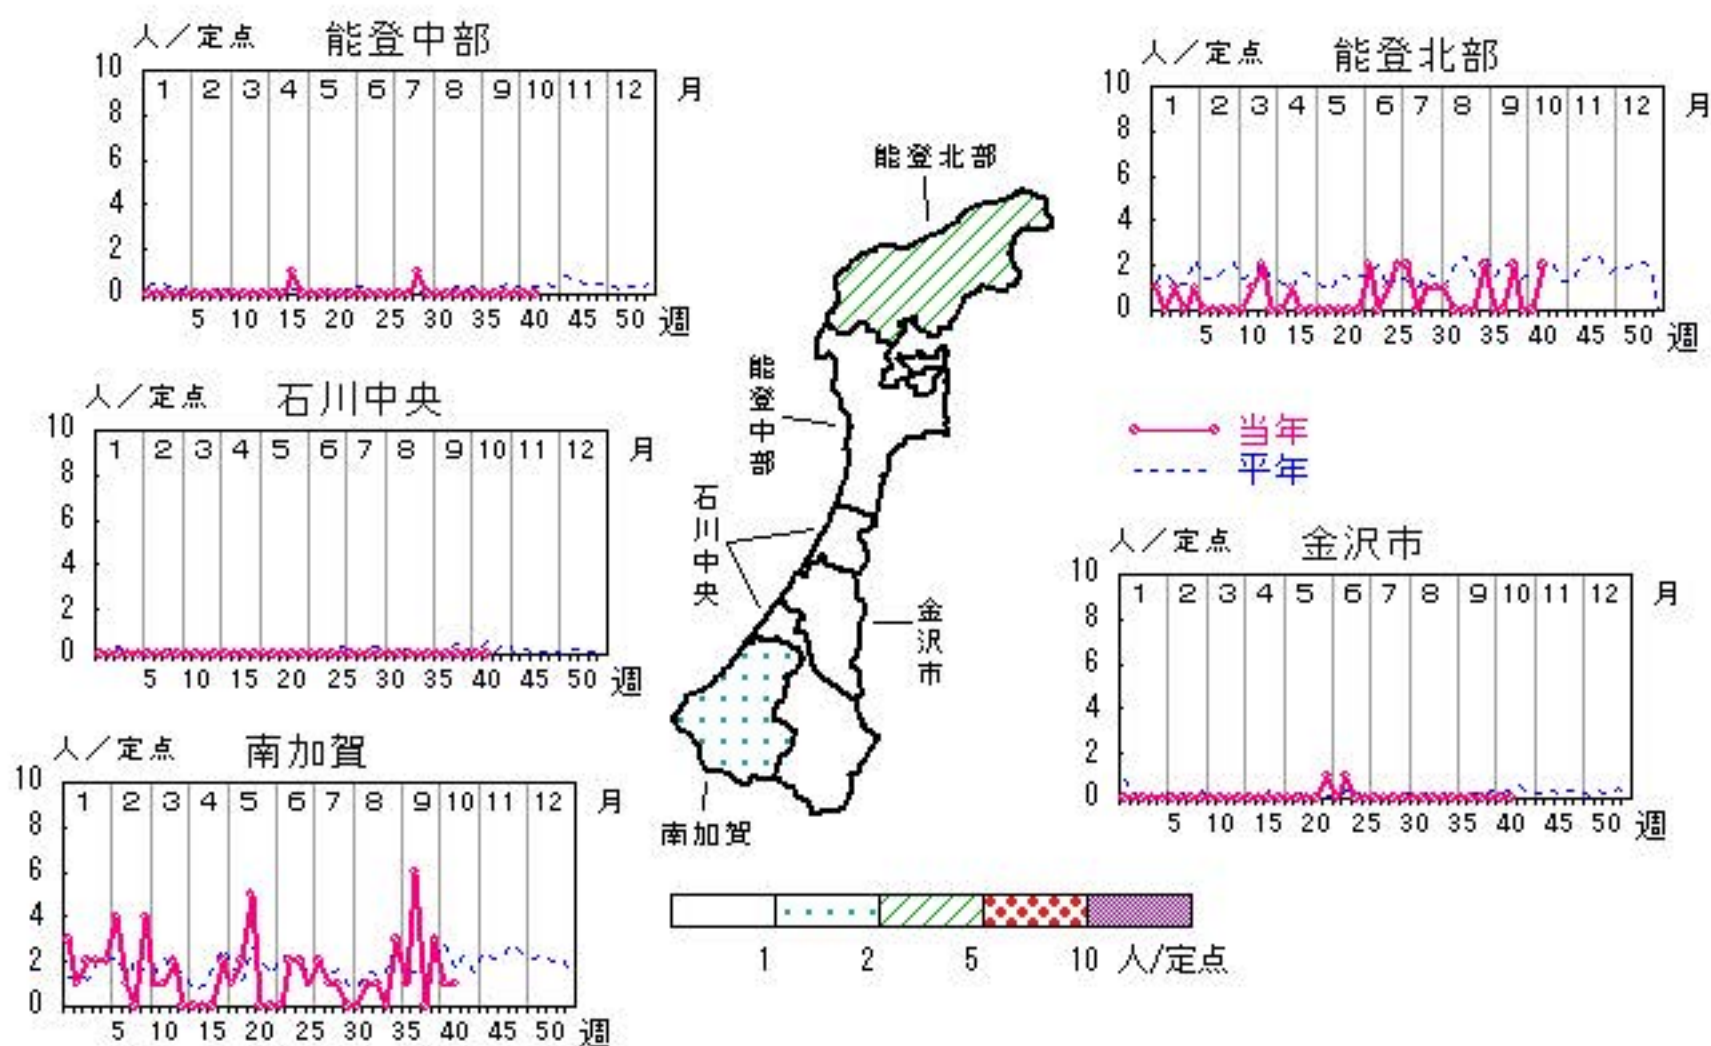 人／定点 能登中部
10 8 6 4 2 0
1 2 3 4 5 6 7 8 9 10 11 12 月
5 10 15 20 25 30 35 40 45 50 週
人／定点 能登北部
10 8 6 4 2 0
1 2 3 4 5 6 7 8 9 10 11 12 月
5 10 15 20 25 30 35 40 45 50 週
能登北部
能登中部
石川中央
金沢市
南加賀
人／定点 石川中央
10 8 6 4 2 0
1 2 3 4 5 6 7 8 9 10 11 12 月
5 10 15 20 25 30 35 40 45 50 週
当年
平年
人／定点 金沢市
10 8 6 4 2 0
1 2 3 4 5 6 7 8 9 10 11 12 月
5 10 15 20 25 30 35 40 45 50 週
人／定点 南加賀
10 8 6 4 2 0
1 2 3 4 5 6 7 8 9 10 11 12 月
5 10 15 20 25 30 35 40 45 50 週
1 2 5 10 人/定点